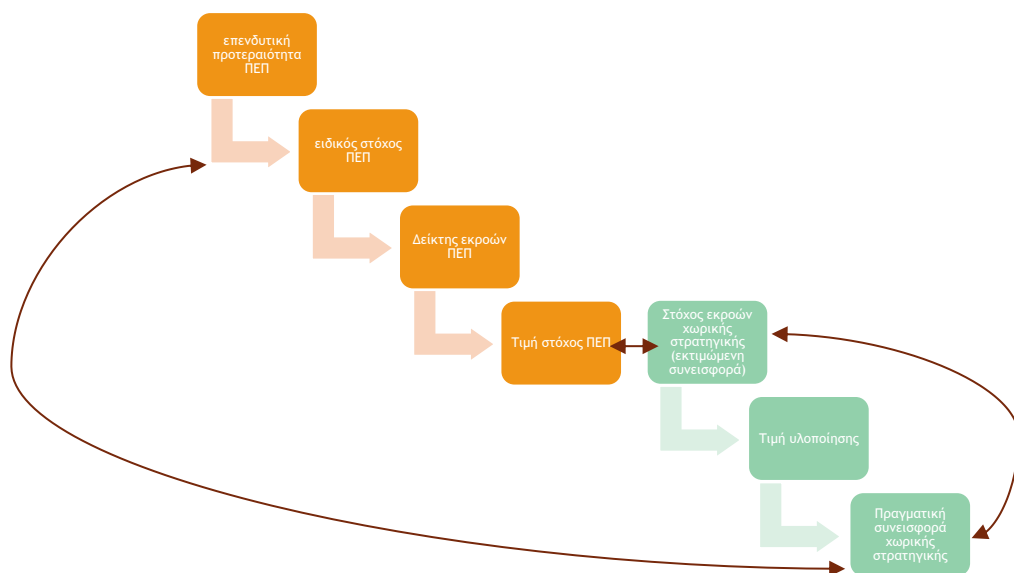 επενδυτική
προτεραιότητα
ΠΕΠ
ειδικός στόχος
ΠΕΠ
Δείκτης εκροών
ΠΕΠ
Τιμή στόχος ΠΕΠ
Στόχος εκροών
χωρικής
στρατηγικής
(εκτιμώμενη
συνεισφορά)
Τιμή υλοποίησης
Πραγματική
συνεισφορά
χωρικής
στρατηγικής